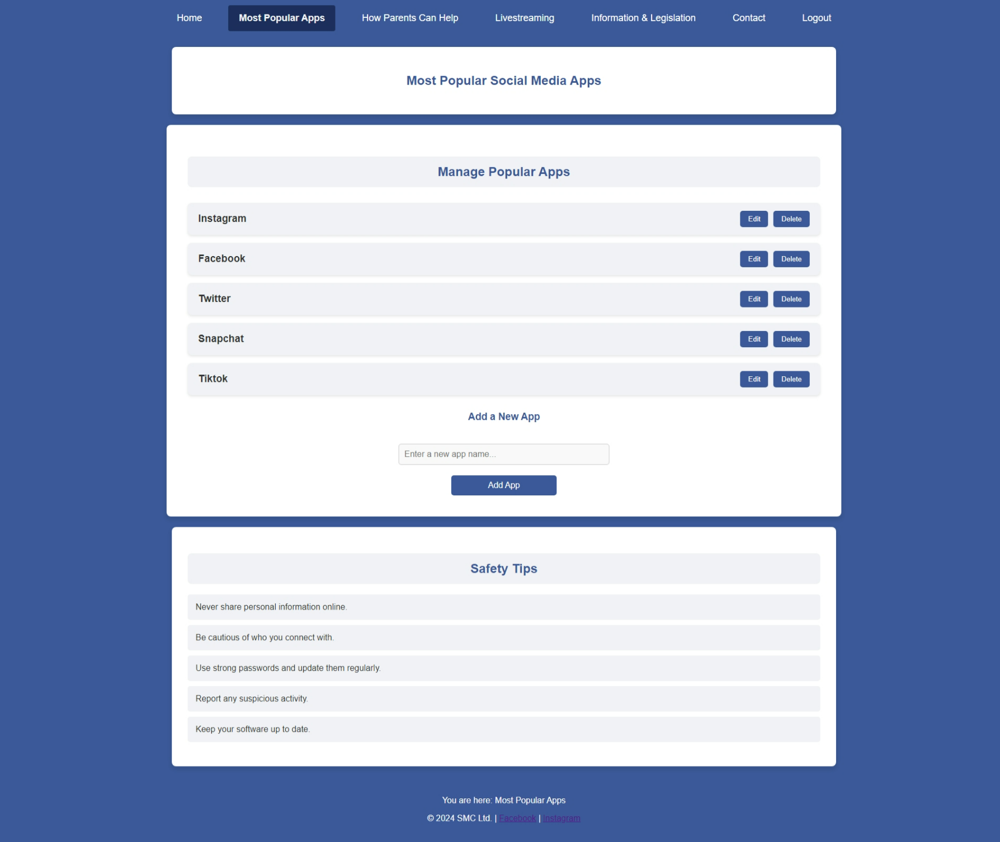 Home Most Popular Apps How Parents Can Help Livestreaming Information & Legislation Contact Logout
Most Popular Social Media Apps
Manage Popular Apps
Instagram Edit Delete
Facebook Edit Delete
Twitter Edit Delete
Snapchat Edit Delete
Tiktok Edit Delete
Add a New App
Enter a new app name...
Add App
Safety Tips
Never share personal information online.
Be cautious of who you connect with.
Use strong passwords and update them regularly.
Report any suspicious activity.
Keep your software up to date.
You are here: Most Popular Apps
© 2024 SMC Ltd. | Facebook | Instagram